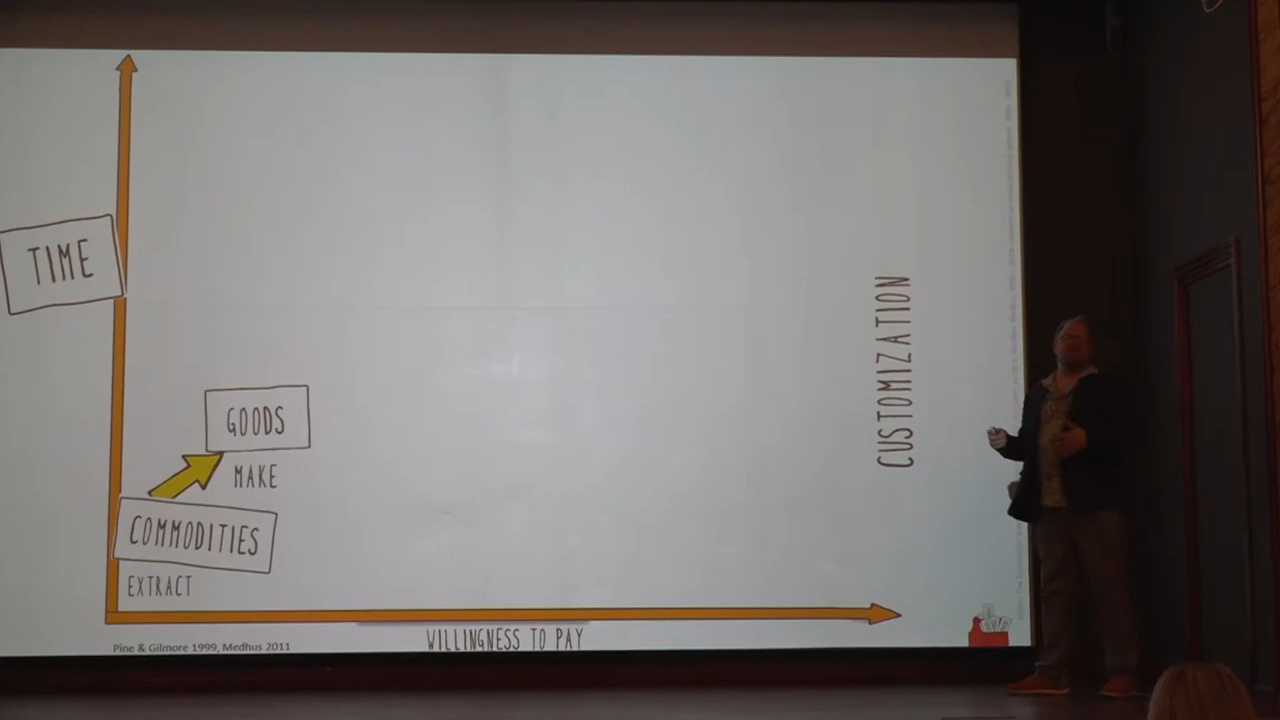 TIME
GOODS
MAKE
COMMODITIES
EXTRACT
CUSTOMIZATION
WILLINGNESS TO PAY
Pine & Gilmore 1999, Medhus 2011